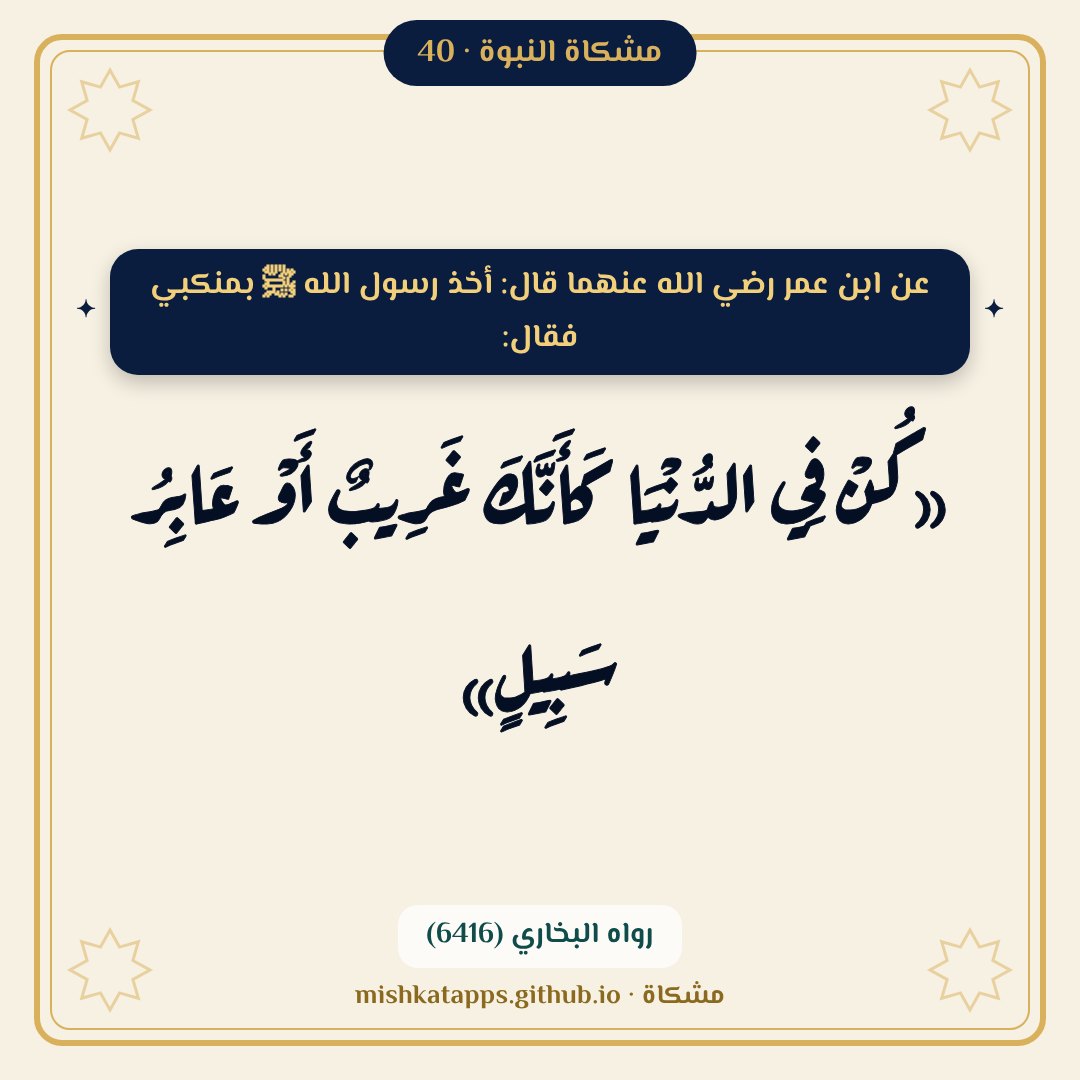 مشكاة النبوة · 40
عن ابن عمر رضي الله عنهما قال: أخذ رسول الله ﷺ بمنكبي
فقال:
«كُنْ فِي الدُّنْيَا كَأَنَّكَ غَرِيبٌ أَوْ عَابِرُ
سَبِيلٍ»
رواه البخاري (6416)
مشكاة · mishkatapps.github.io